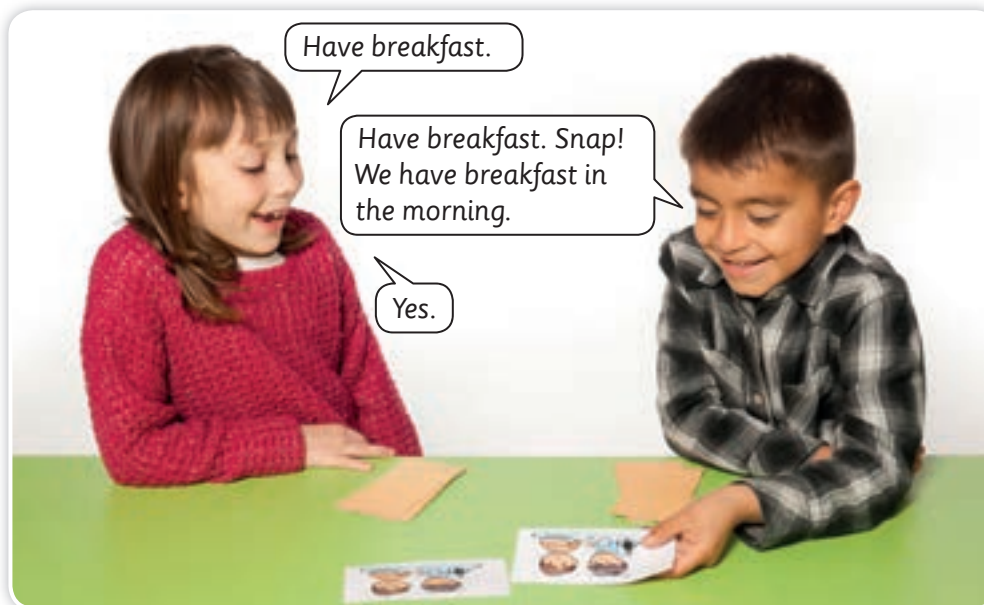 Have breakfast.
Have breakfast. Snap!
We have breakfast in
the morning.
Yes.